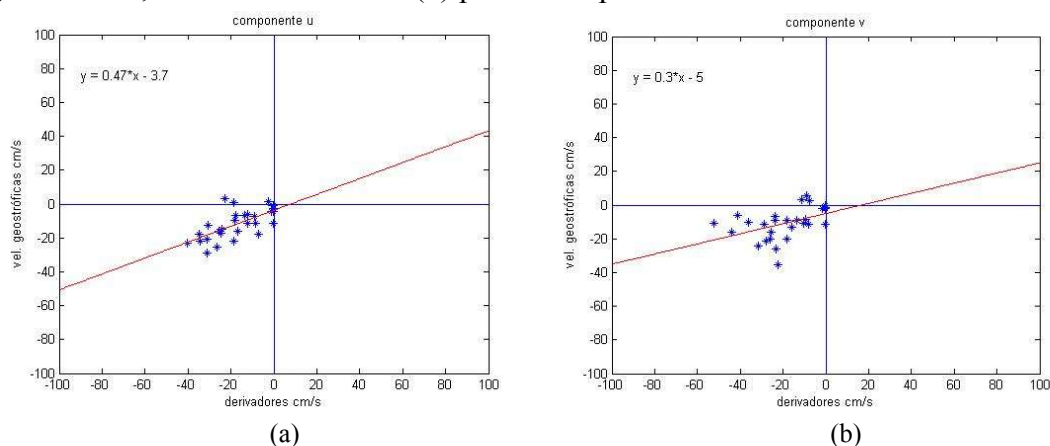 componente u
100
80
60
40
20
0
-20
-40
-60
-80
-100
y = 0.47*x - 3.7
vel. geostróficas cm/s
-100 -80 -60 -40 -20 0 20 40 60 80 100
derivadores cm/s
(a)
componente v
100
80
60
40
20
0
-20
-40
-60
-80
-100
y = 0.3*x - 5
vel. geostróficas cm/s
-100 -80 -60 -40 -20 0 20 40 60 80 100
derivadores cm/s
(b)